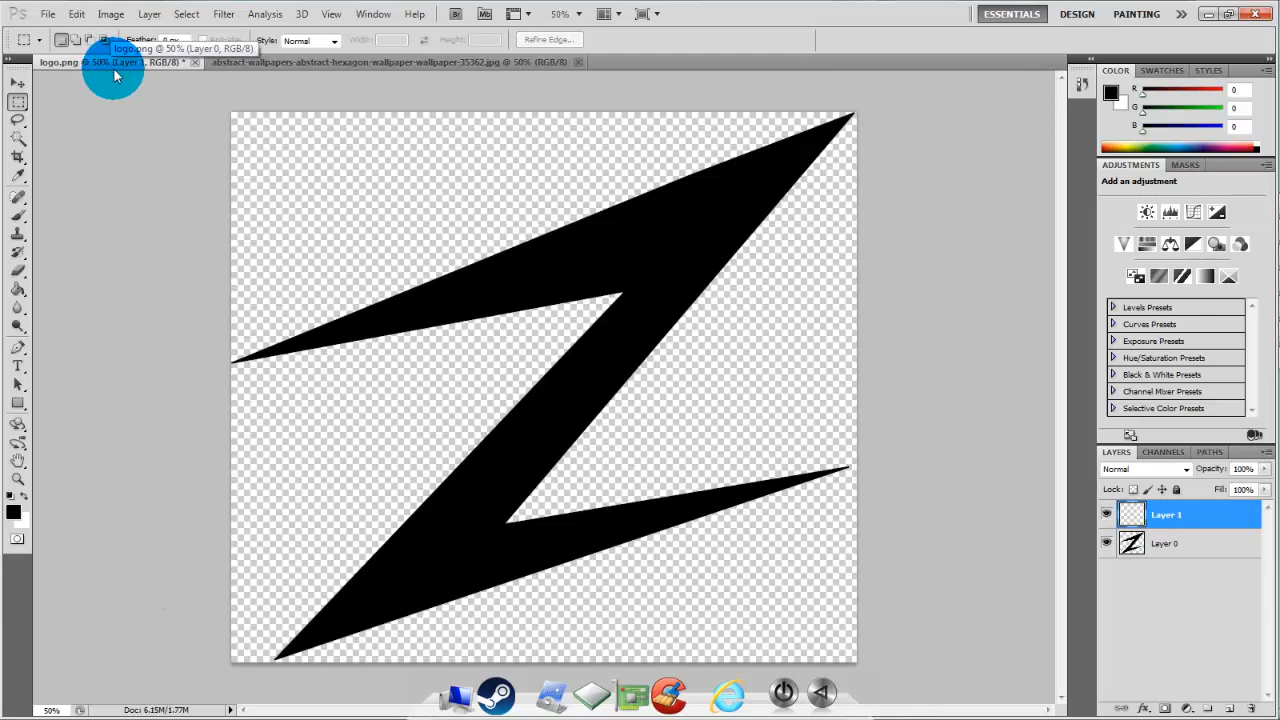 Ps File Edit Image Layer Select Filter Analysis 3D View Window Help Br Mb 50% ESSENTIALS DESIGN PAINTING
Feather: 0 px Style: Normal Width: Height: Refine Edge...
logo.png @ 50% (Layer 0, RGB/8)
logo.png @ 50% (Layer 1, RGB/8) * abstract-wallpapers-abstract-hexagon-wallpaper-wallpaper-35362.jpg @ 50% (RGB/8)
COLOR SWATCHES STYLES
R 0
G 0
B 0
ADJUSTMENTS MASKS
Add an adjustment
Levels Presets
Curves Presets
Exposure Presets
Hue/Saturation Presets
Black & White Presets
Channel Mixer Presets
Selective Color Presets
LAYERS CHANNELS PATHS
Normal Opacity: 100%
Lock: Fill: 100%
Layer 1
Layer 0
50% Doc: 6.15M/1.77M